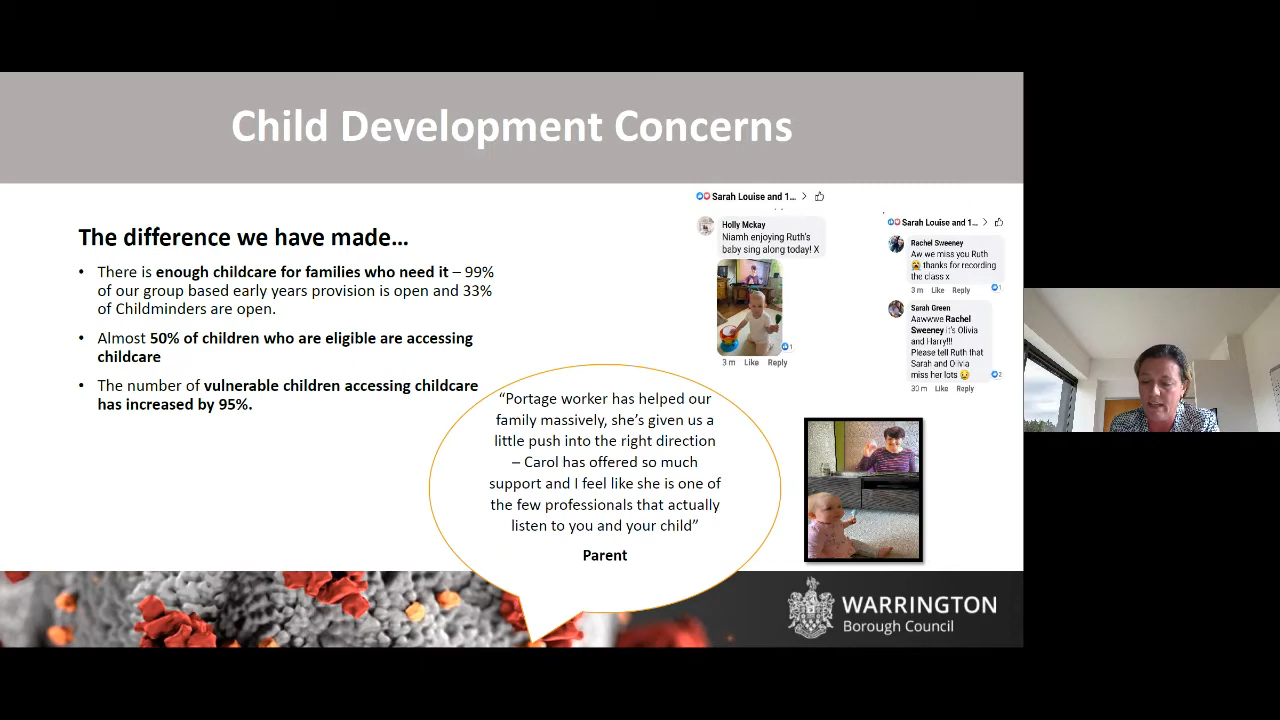 Child Development Concerns
The difference we have made...
• There is enough childcare for families who need it – 99%
of our group based early years provision is open and 33%
of Childminders are open.
• Almost 50% of children who are eligible are accessing
childcare
• The number of vulnerable children accessing childcare
has increased by 95%.
Sarah Louise and 1...
Holly Mckay
Niamh enjoying Ruth's
baby sing along today! X
1
3 m Like Reply
Sarah Louise and 1...
Rachel Sweeney
Aw we miss you Ruth
😭 thanks for recording
the class x
3 m Like Reply
1
Sarah Green
Aawwwe Rachel
Sweeney it's Olivia
and Harry!!!
Please tell Ruth that
Sarah and Olivia
miss her lots 😢
2
30 m Like Reply
“Portage worker has helped our
family massively, she’s given us a
little push into the right direction
– Carol has offered so much
support and I feel like she is one of
the few professionals that actually
listen to you and your child”
Parent
WARRINGTON
Borough Council